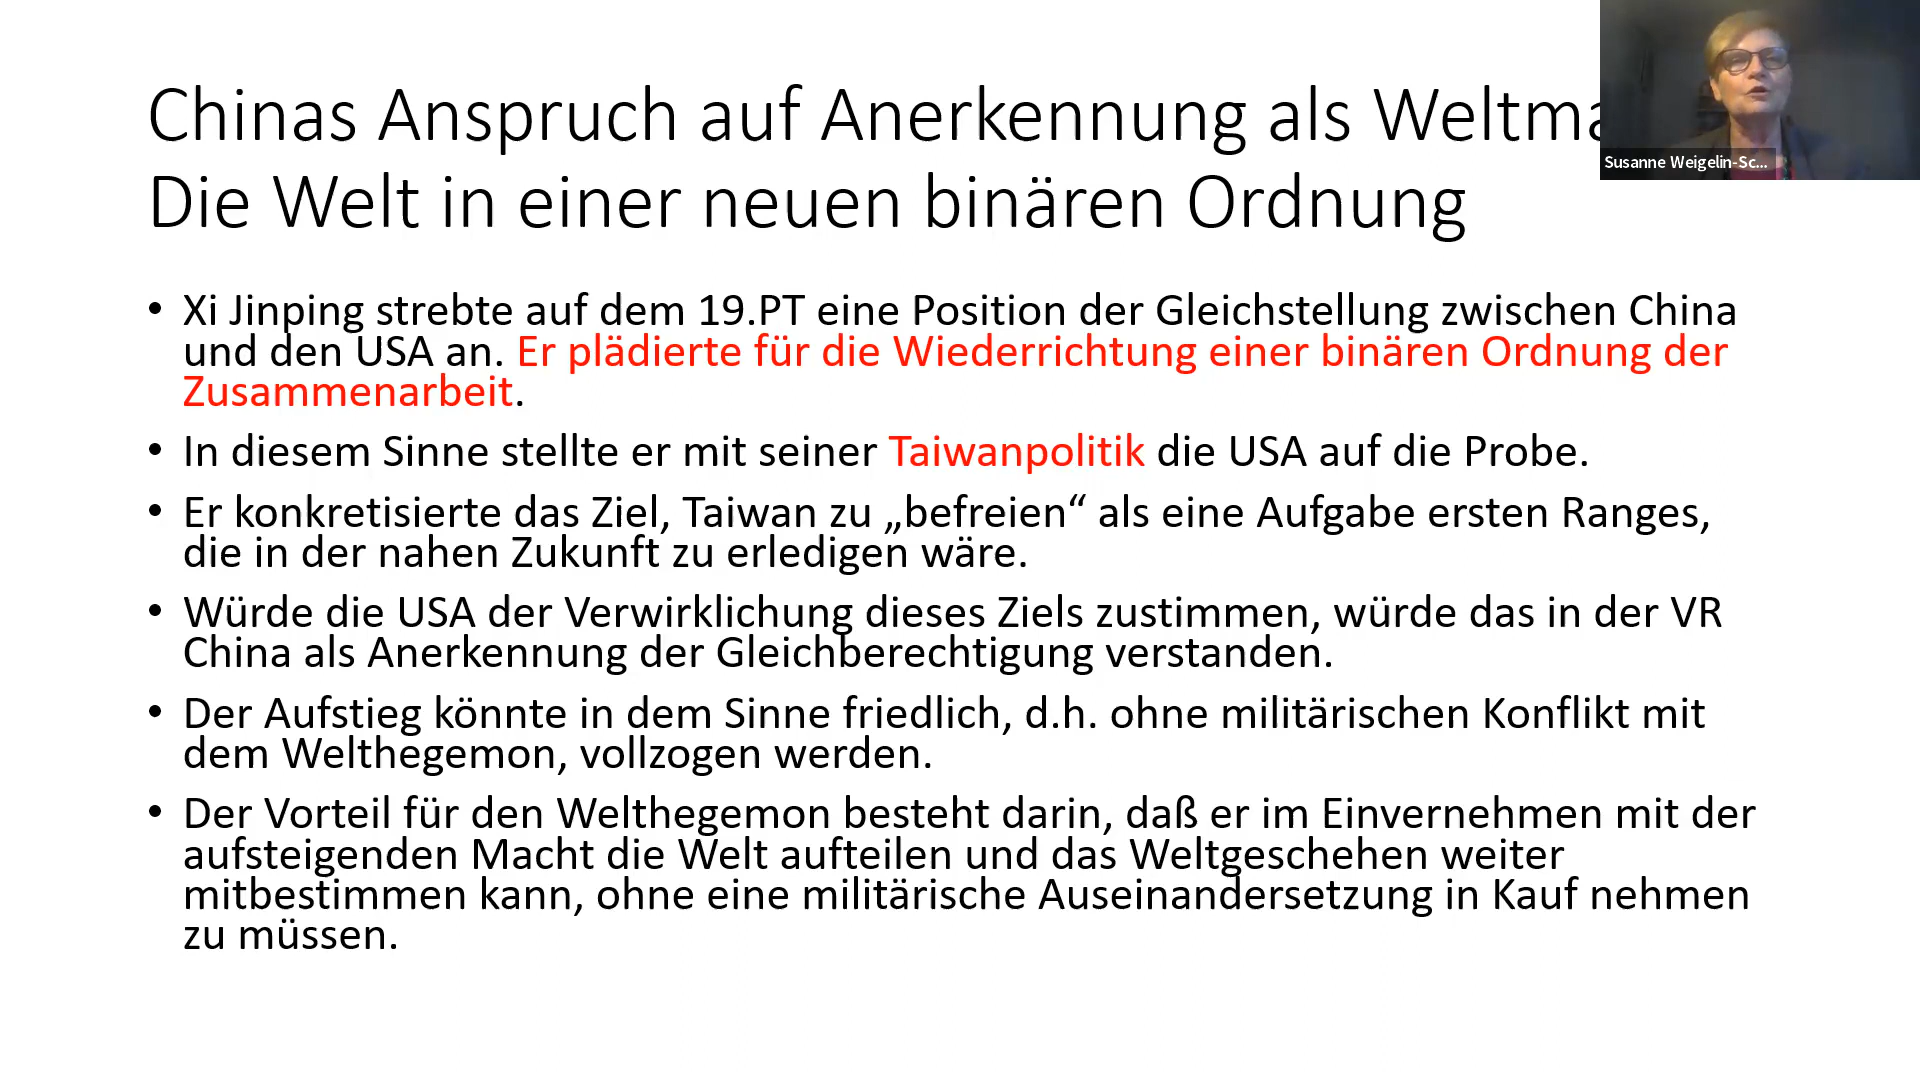 Chinas Anspruch auf Anerkennung als
Susanne Weigelin-Sc...
Die Welt in einer neuen binären Ordnung
• Xi Jinping strebte auf dem 19.PT eine Position der Gleichstellung zwischen China
und den USA an. Er plädierte für die Wiederrichtung einer binären Ordnung der
Zusammenarbeit.
• In diesem Sinne stellte er mit seiner Taiwanpolitik die USA auf die Probe.
• Er konkretisierte das Ziel, Taiwan zu „befreien“ als eine Aufgabe ersten Ranges,
die in der nahen Zukunft zu erledigen wäre.
• Würde die USA der Verwirklichung dieses Ziels zustimmen, würde das in der VR
China als Anerkennung der Gleichberechtigung verstanden.
• Der Aufstieg könnte in dem Sinne friedlich, d.h. ohne militärischen Konflikt mit
dem Welthegemon, vollzogen werden.
• Der Vorteil für den Welthegemon besteht darin, daß er im Einvernehmen mit der
aufsteigenden Macht die Welt aufteilen und das Weltgeschehen weiter
mitbestimmen kann, ohne eine militärische Auseinandersetzung in Kauf nehmen
zu müssen.